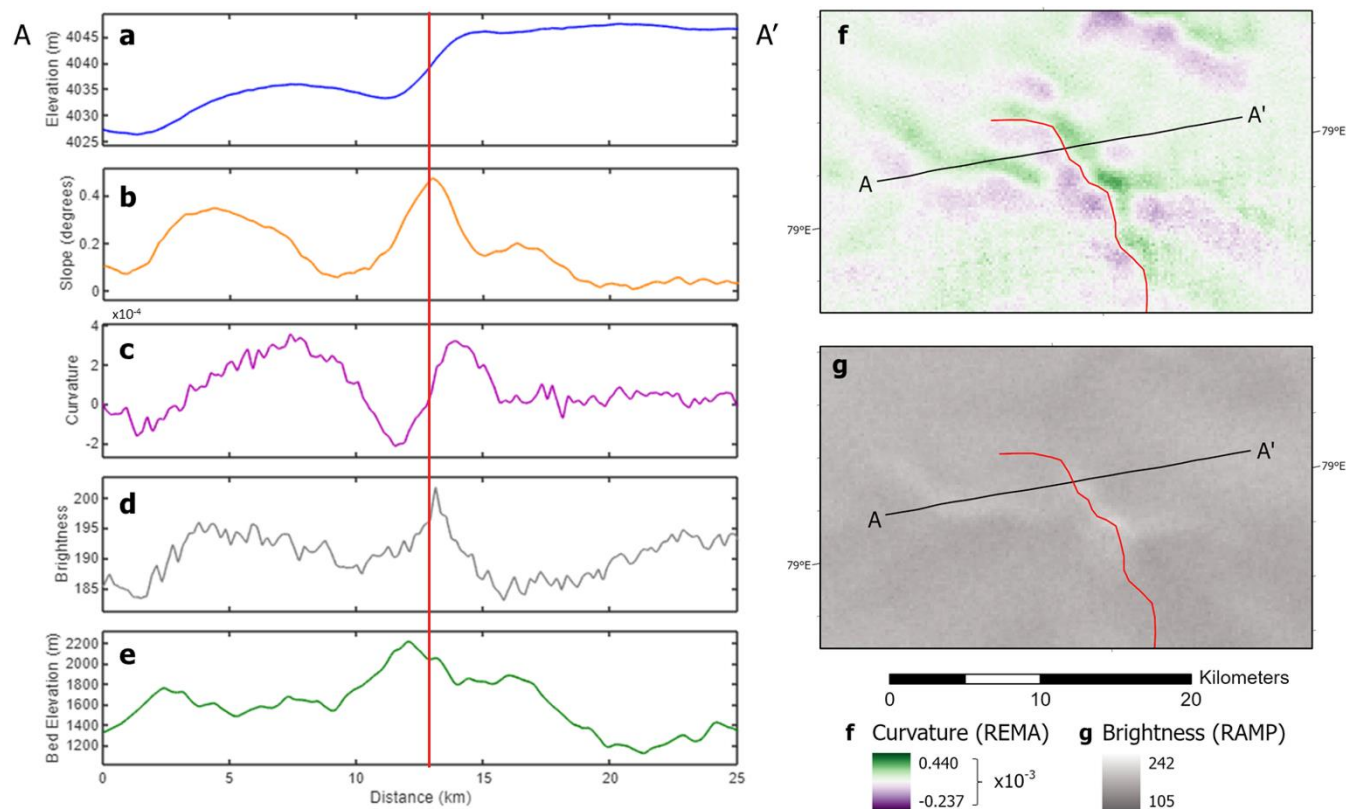 A
a
Elevation (m)
4045
4035
4030
4025
b
Slope (degrees)
0.4
0.2
0
x10-4
c
Curvature
4
2
0
-2
d
Brightness
200
195
190
185
e
Bed Elevation (m)
2200
2000
1800
1600
1400
1200
0 5 10 15 20 25
Distance (km)
A'
f
A
A'
79°E
79°E
g
A
A'
79°E
79°E
0 10 20 Kilometers
f Curvature (REMA)
0.440
-0.237
x10-3
g Brightness (RAMP)
242
105